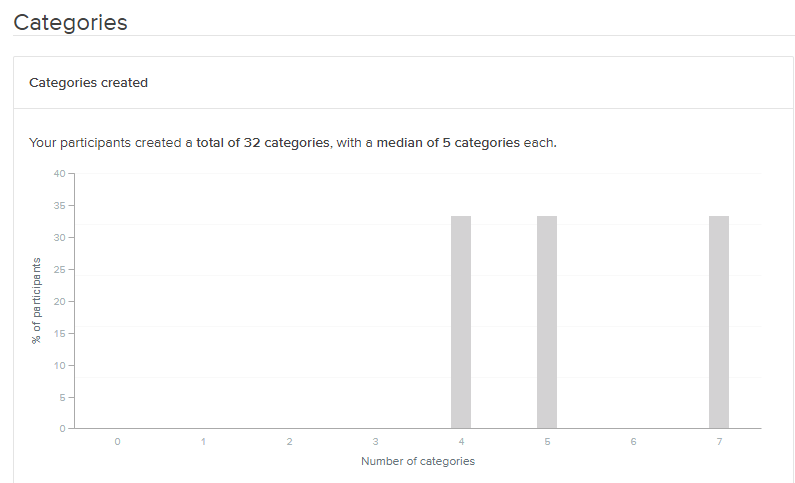 Categories
Categories created
Your participants created a total of 32 categories, with a median of 5 categories each.
40
35
30
25
20
15
10
5
0
% of participants
0 1 2 3 4 5 6 7
Number of categories